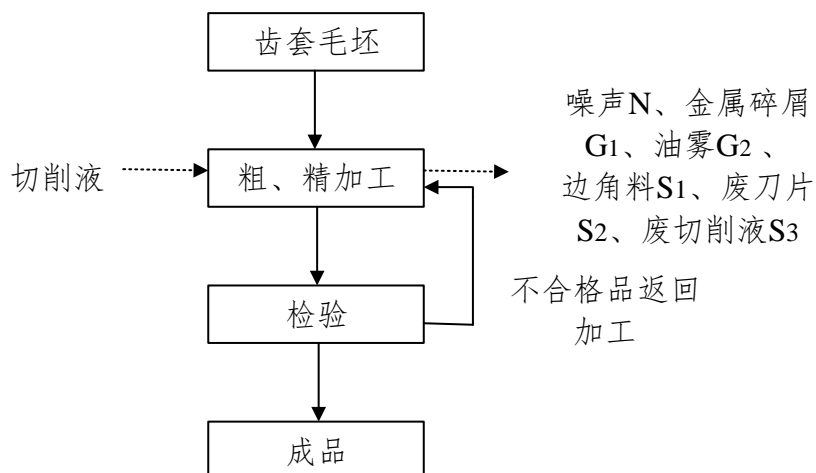 齿套毛坯
噪声N、金属碎屑
G1、油雾G2 、
边角料S1、废刀片
S2、废切削液S3
切削液
粗、精加工
不合格品返回
加工
检验
成品